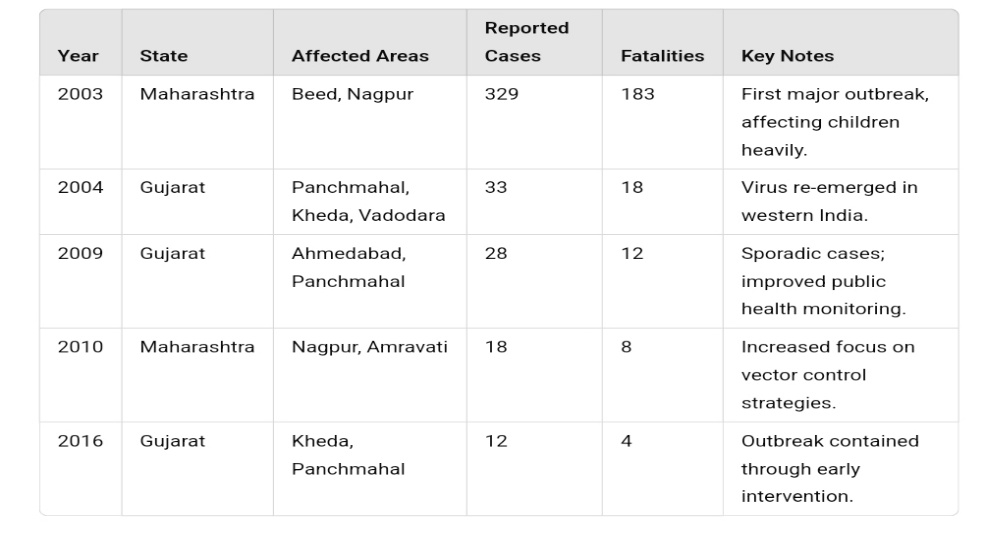 Year State Affected Areas Reported Cases Fatalities Key Notes
2003 Maharashtra Beed, Nagpur 329 183 First major outbreak,
affecting children
heavily.
2004 Gujarat Panchmahal, 33 18 Virus re-emerged in
Kheda, Vadodara western India.
2009 Gujarat Ahmedabad, 28 12 Sporadic cases;
Panchmahal improved public
health monitoring.
2010 Maharashtra Nagpur, Amravati 18 8 Increased focus on
vector control
strategies.
2016 Gujarat Kheda, 12 4 Outbreak contained
Panchmahal through early
intervention.